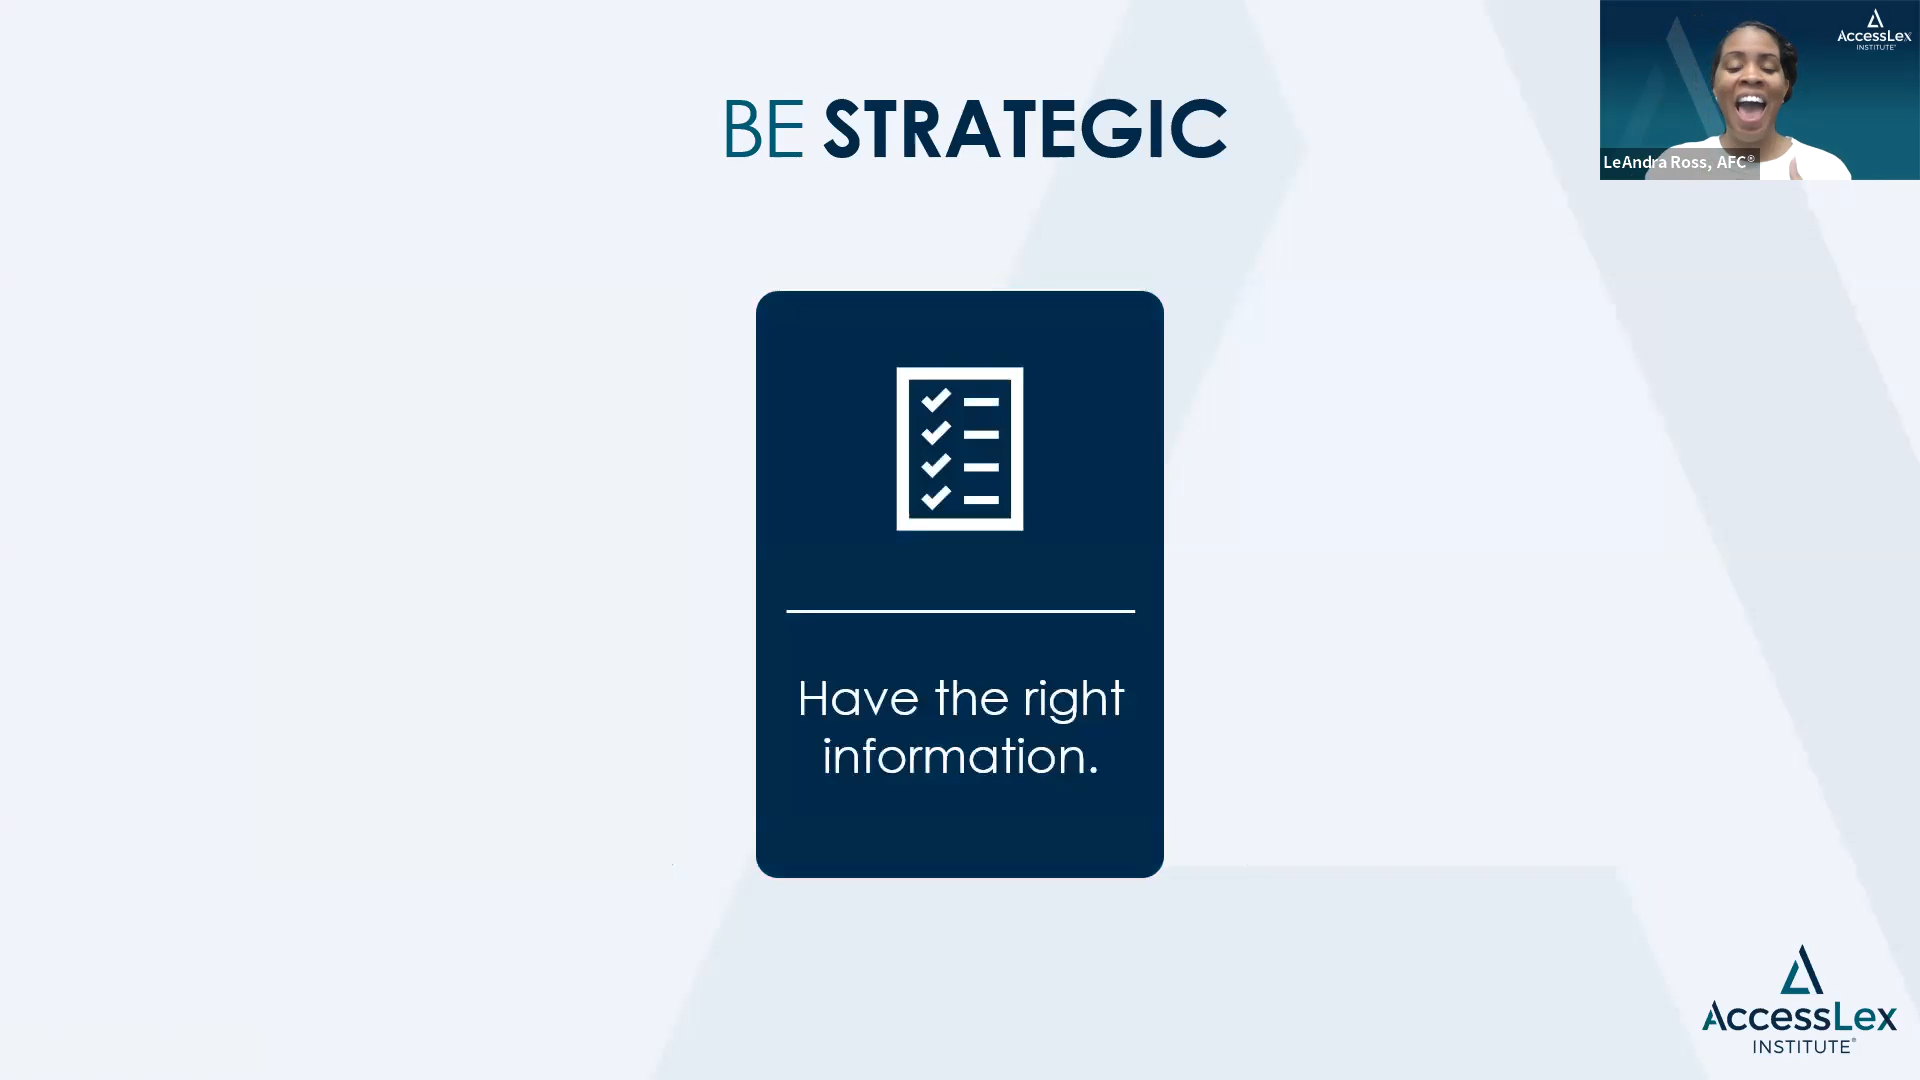 BE STRATEGIC
AccessLex
INSTITUTE®
LeAndra Ross, AFC®
Have the right
information.
AccessLex
INSTITUTE®